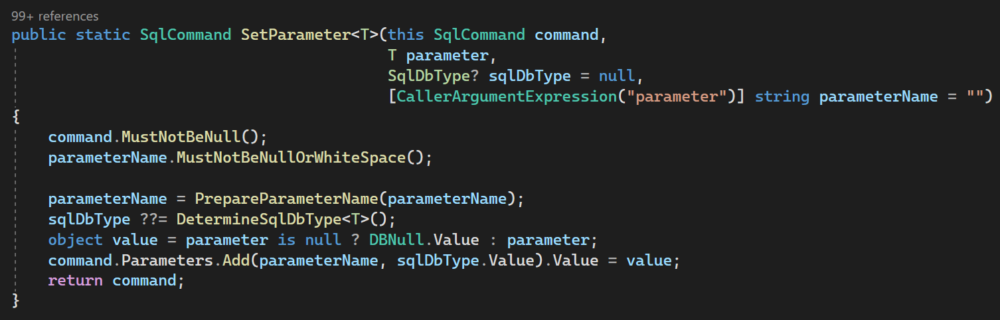 99+ references
public static SqlCommand SetParameter<T>(this SqlCommand command,
T parameter,
SqlDbType? sqlDbType = null,
[CallerArgumentExpression("parameter")] string parameterName = "")
{
command.MustNotBeNull();
parameterName.MustNotBeNullOrWhiteSpace();
parameterName = PrepareParameterName(parameterName);
sqlDbType ??= DetermineSqlDbType<T>();
object value = parameter is null ? DBNull.Value : parameter;
command.Parameters.Add(parameterName, sqlDbType.Value).Value = value;
return command;
}